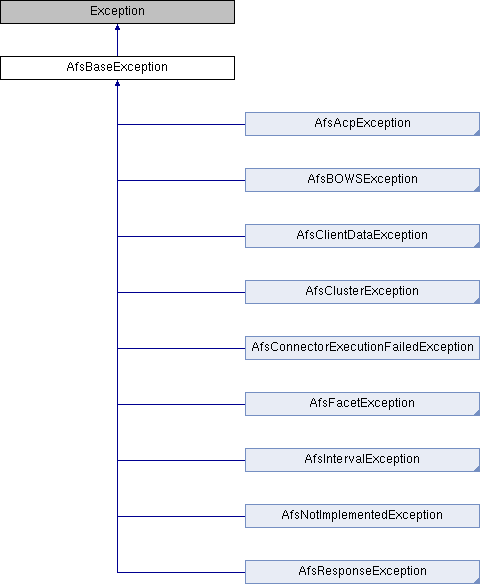 Exception
AfsBaseException
AfsAcpException
AfsBOWSException
AfsClientDataException
AfsClusterException
AfsConnectorExecutionFailedException
AfsFacetException
AfsIntervalException
AfsNotImplementedException
AfsResponseException